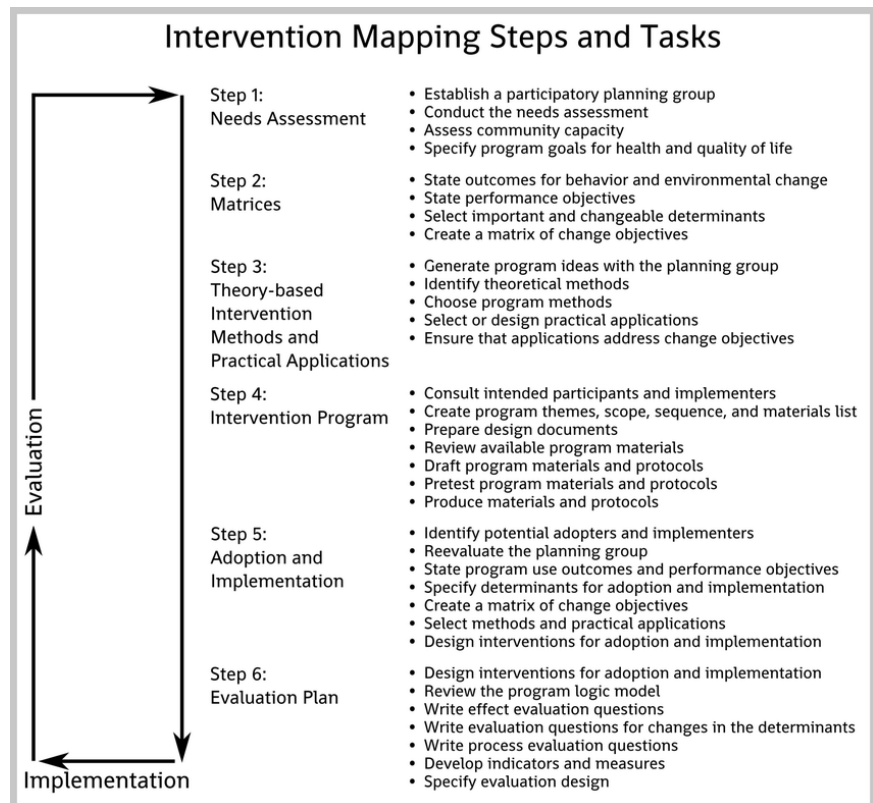 Intervention Mapping Steps and Tasks
Step 1:
Needs Assessment
• Establish a participatory planning group
• Conduct the needs assessment
• Assess community capacity
• Specify program goals for health and quality of life
Step 2:
Matrices
• State outcomes for behavior and environmental change
• State performance objectives
• Select important and changeable determinants
• Create a matrix of change objectives
Step 3:
Theory-based
Intervention
Methods and
Practical Applications
• Generate program ideas with the planning group
• Identify theoretical methods
• Choose program methods
• Select or design practical applications
• Ensure that applications address change objectives
Step 4:
Intervention Program
• Consult intended participants and implementers
• Create program themes, scope, sequence, and materials list
• Prepare design documents
• Review available program materials
• Draft program materials and protocols
• Pretest program materials and protocols
• Produce materials and protocols
Step 5:
Adoption and
Implementation
• Identify potential adopters and implementers
• Reevaluate the planning group
• State program use outcomes and performance objectives
• Specify determinants for adoption and implementation
• Create a matrix of change objectives
• Select methods and practical applications
• Design interventions for adoption and implementation
Step 6:
Evaluation Plan
• Design interventions for adoption and implementation
• Review the program logic model
• Write effect evaluation questions
• Write evaluation questions for changes in the determinants
• Write process evaluation questions
• Develop indicators and measures
• Specify evaluation design
Implementation
Evaluation